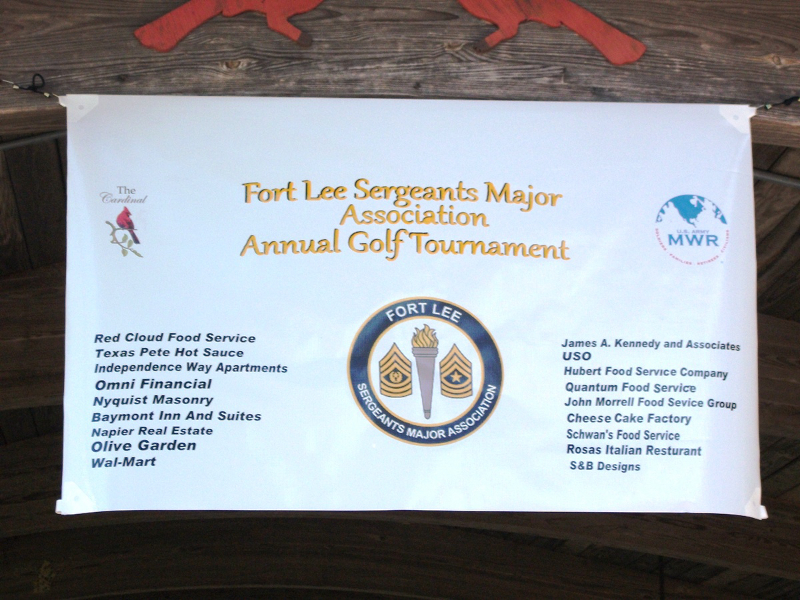 The
Cardinal
Fort Lee Sergeants Major
Association
Annual Golf Tournament
U.S. ARMY
MWR
FORT LEE
SERGEANTS MAJOR ASSOCIATION
Red Cloud Food Service
Texas Pete Hot Sauce
Independence Way Apartments
Omni Financial
Nyquist Masonry
Baymont Inn And Suites
Napier Real Estate
Olive Garden
Wal-Mart
James A. Kennedy and Associates
USO
Hubert Food Service Company
Quantum Food Service
John Morrell Food Sevice Group
Cheese Cake Factory
Schwan's Food Service
Rosas Italian Resturant
S&B Designs